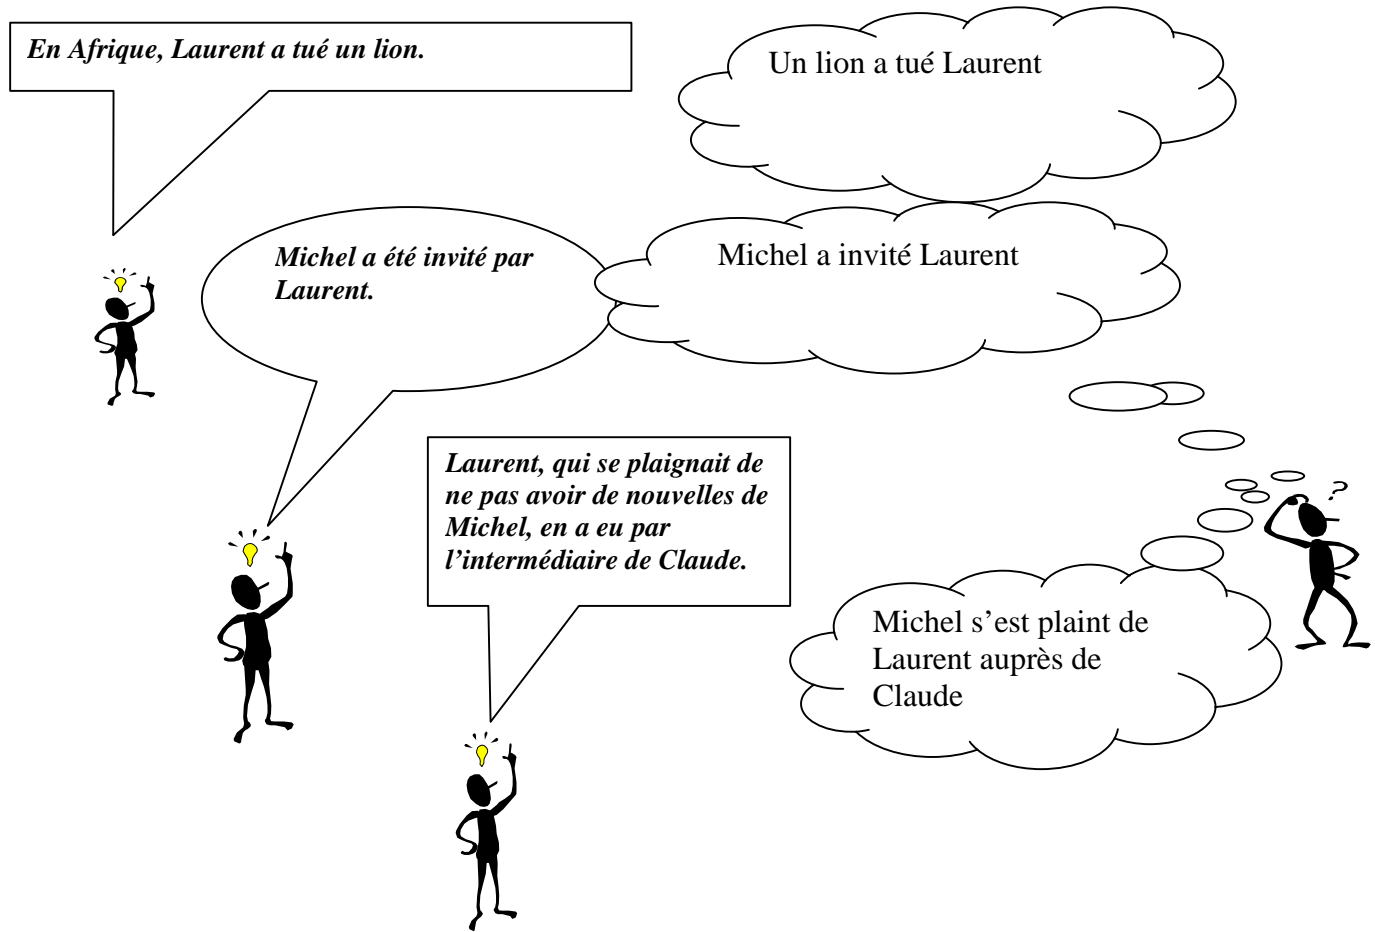 En Afrique, Laurent a tué un lion.
Un lion a tué Laurent
Michel a été invité par
Laurent.
Michel a invité Laurent
Laurent, qui se plaignait de
ne pas avoir de nouvelles de
Michel, en a eu par
l’intermédiaire de Claude.
?
Michel s’est plaint de
Laurent auprès de
Claude